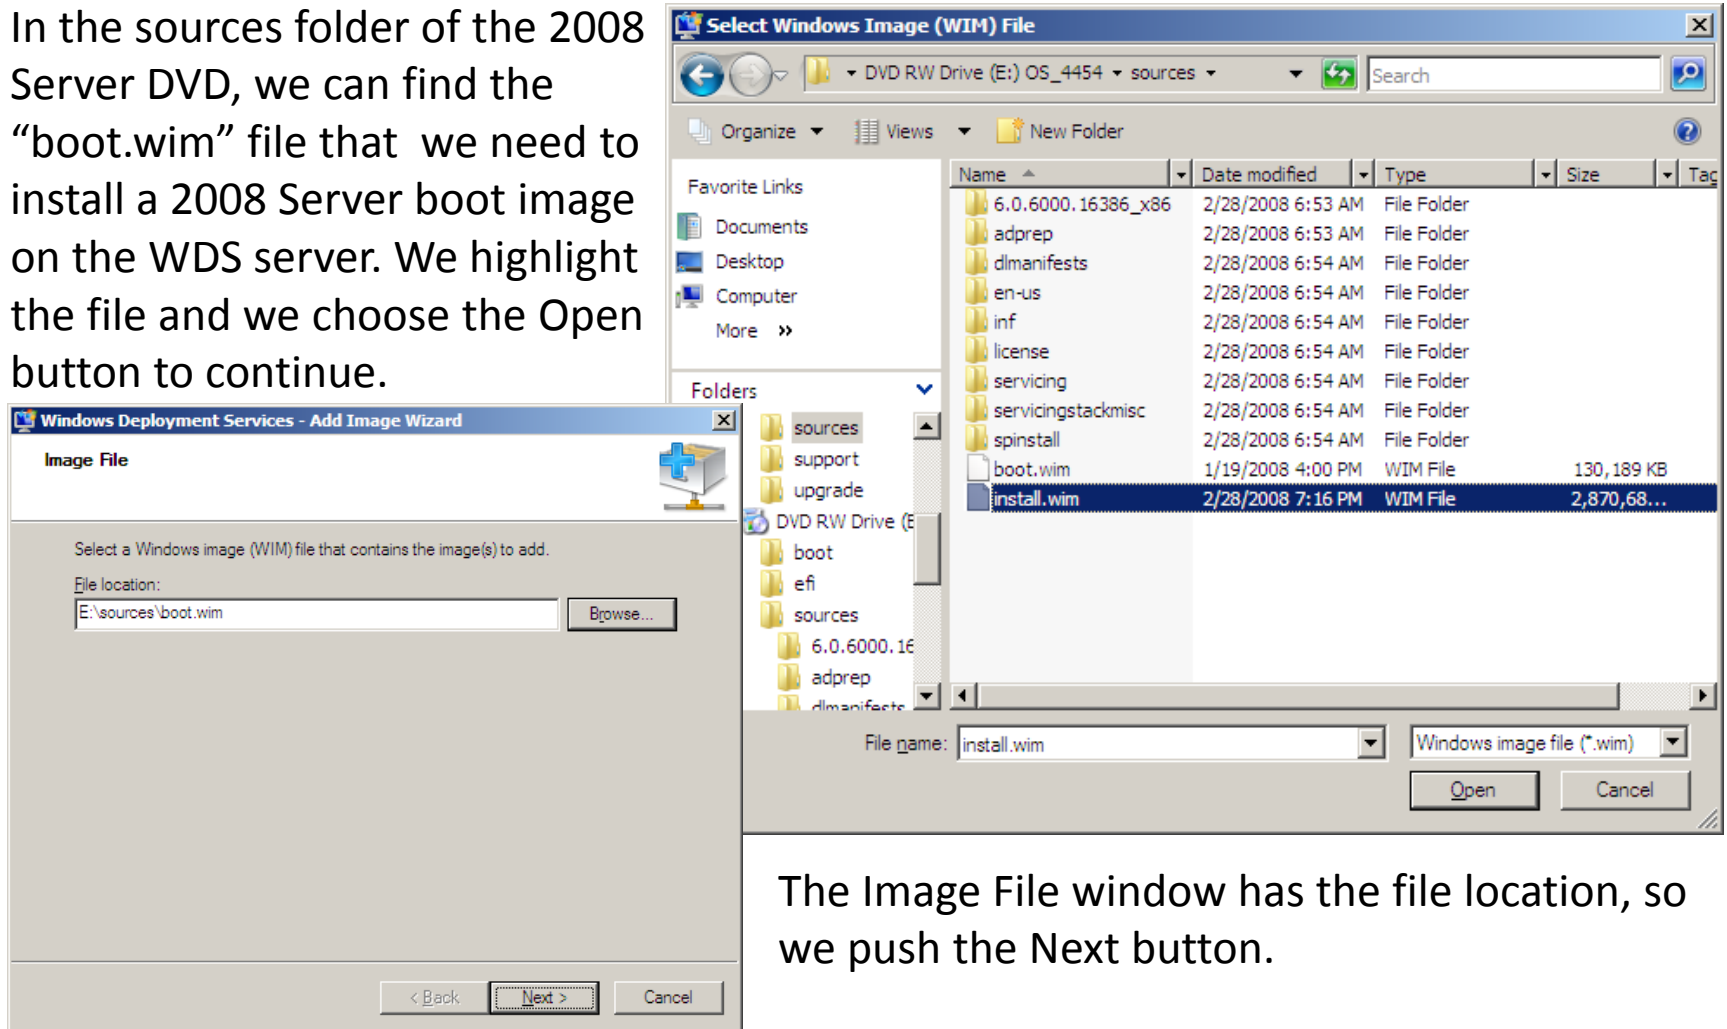 In the sources folder of the 2008
Server DVD, we can find the
“boot.wim” file that  we need to
install a 2008 Server boot image
on the WDS server. We highlight
the file and we choose the Open
button to continue.
Select Windows Image (WIM) File
DVD RW Drive (E:) OS_4454 sources
Search
Organize Views New Folder
Favorite Links
Documents
Desktop
Computer
More »
Folders
sources
support
upgrade
DVD RW Drive (E
boot
efi
sources
6.0.6000.16
adprep
dlmanifests
Name Date modified Type Size Tag
6.0.6000.16386_x86 2/28/2008 6:53 AM File Folder
adprep 2/28/2008 6:53 AM File Folder
dlmanifests 2/28/2008 6:54 AM File Folder
en-us 2/28/2008 6:54 AM File Folder
inf 2/28/2008 6:54 AM File Folder
license 2/28/2008 6:54 AM File Folder
servicing 2/28/2008 6:54 AM File Folder
servicingstackmisc 2/28/2008 6:54 AM File Folder
spinstall 2/28/2008 6:54 AM File Folder
boot.wim 1/19/2008 4:00 PM WIM File 130,189 KB
install.wim 2/28/2008 7:16 PM WIM File 2,870,68...
File name: install.wim Windows image file (*.wim)
Open Cancel
Windows Deployment Services - Add Image Wizard
Image File
Select a Windows image (WIM) file that contains the image(s) to add.
File location:
E:\sources\boot.wim Browse...
< Back Next > Cancel
The Image File window has the file location, so
we push the Next button.